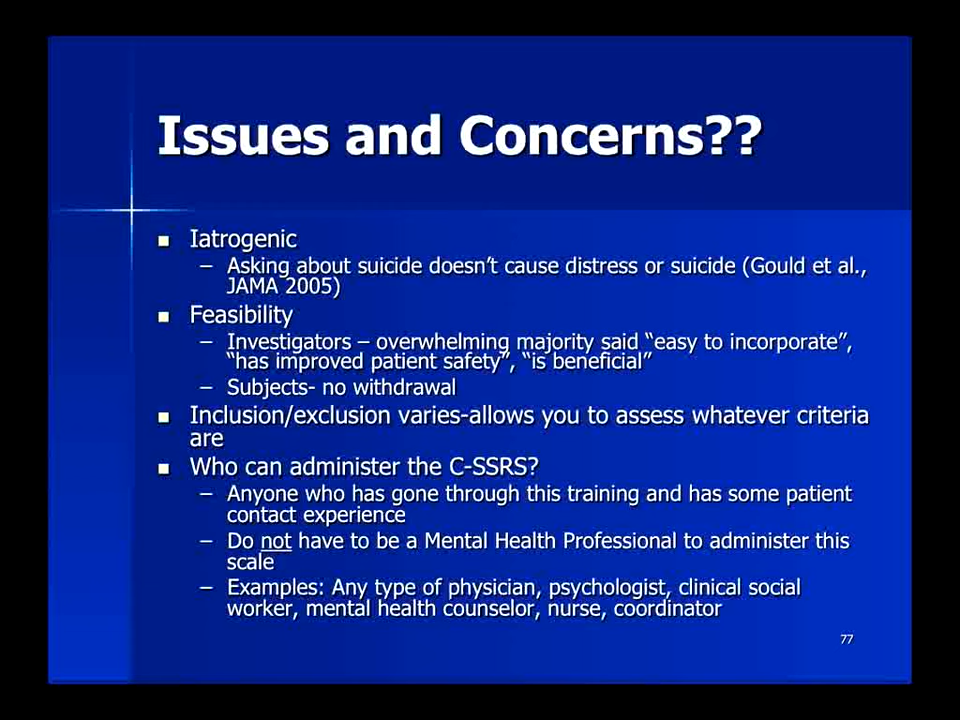 Issues and Concerns??
■ Iatrogenic
– Asking about suicide doesn’t cause distress or suicide (Gould et al.,
JAMA 2005)
■ Feasibility
– Investigators – overwhelming majority said “easy to incorporate”,
“has improved patient safety”, “is beneficial”
– Subjects- no withdrawal
■ Inclusion/exclusion varies-allows you to assess whatever criteria
are
■ Who can administer the C-SSRS?
– Anyone who has gone through this training and has some patient
contact experience
– Do not have to be a Mental Health Professional to administer this
scale
– Examples: Any type of physician, psychologist, clinical social
worker, mental health counselor, nurse, coordinator
77